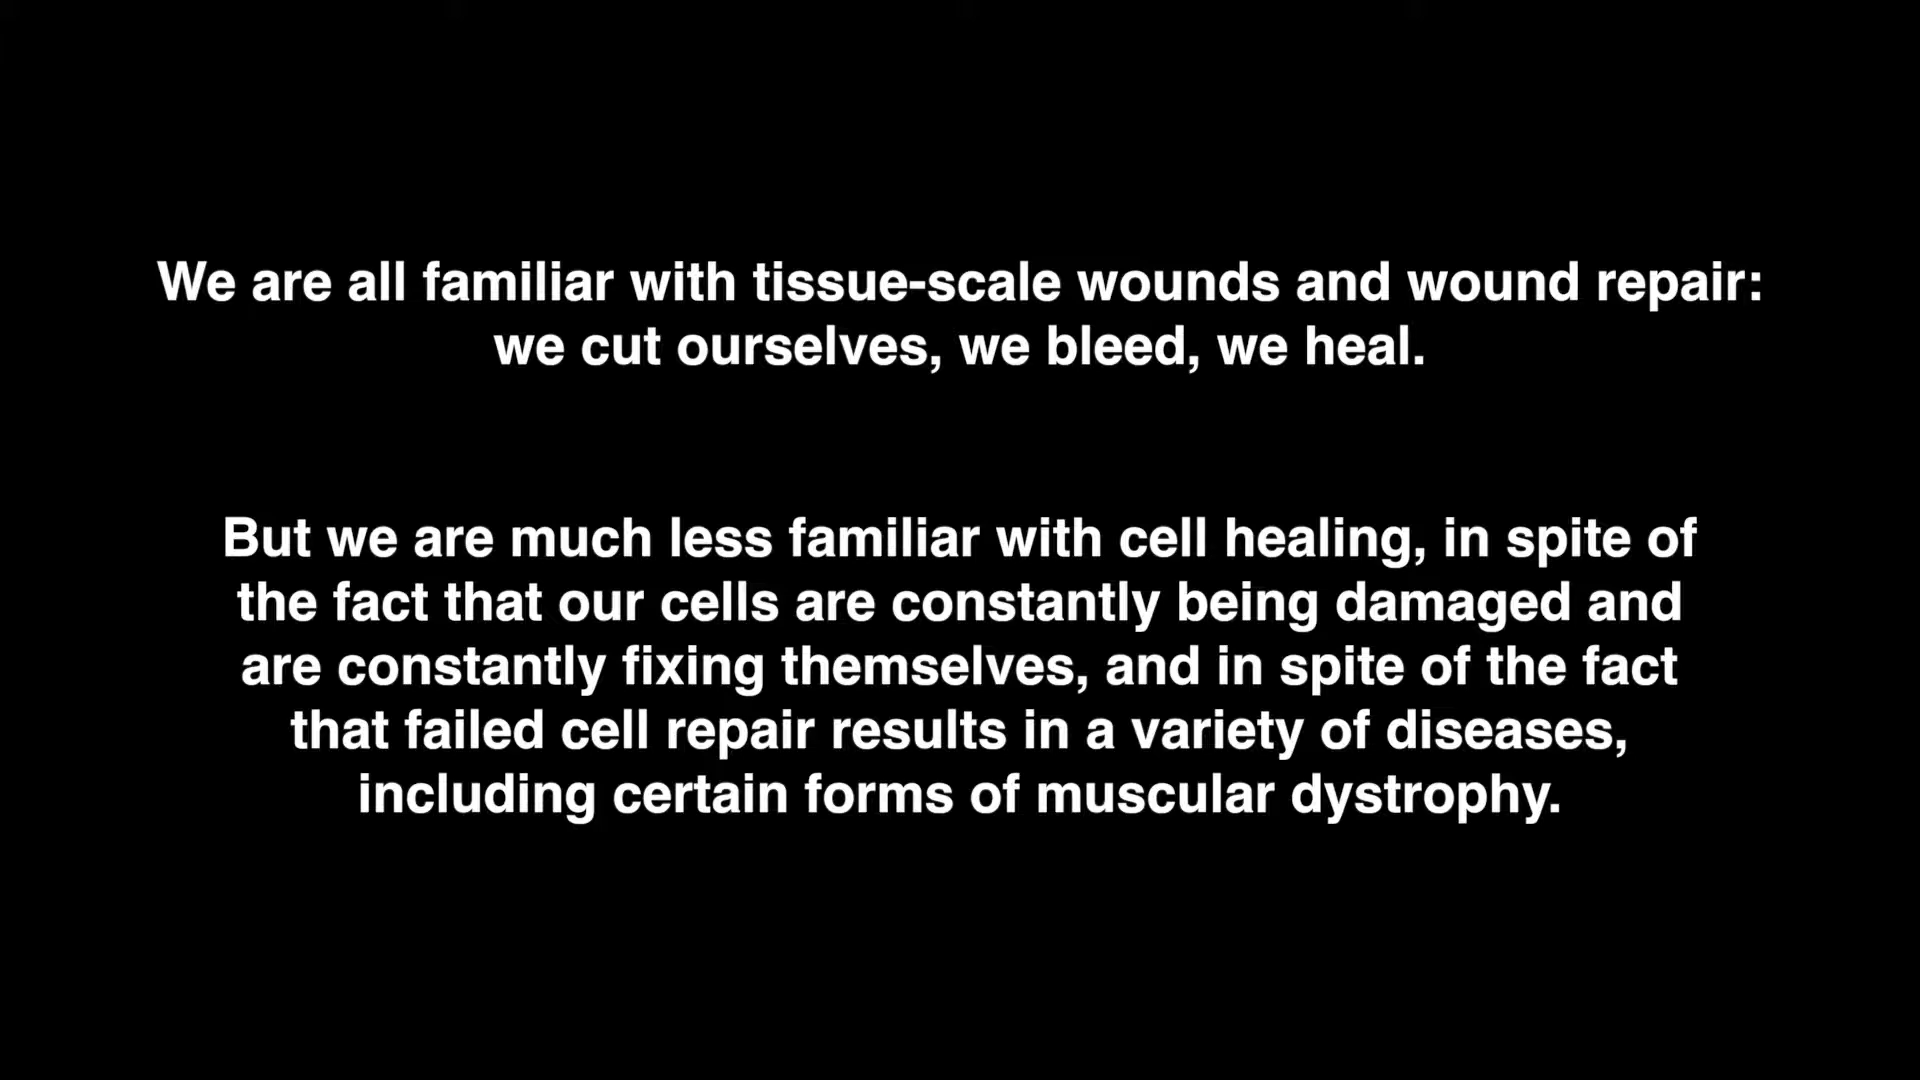 We are all familiar with tissue-scale wounds and wound repair:
we cut ourselves, we bleed, we heal.
But we are much less familiar with cell healing, in spite of
the fact that our cells are constantly being damaged and
are constantly fixing themselves, and in spite of the fact
that failed cell repair results in a variety of diseases,
including certain forms of muscular dystrophy.